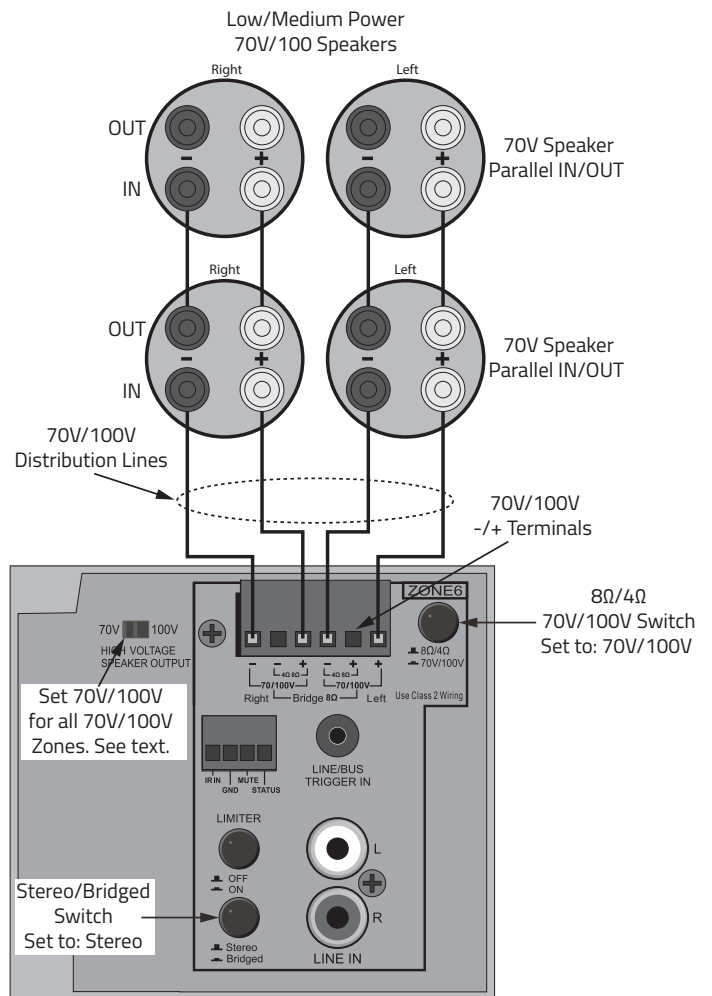 Low/Medium Power
70V/100 Speakers
Right
Left
OUT
- +
- +
IN
70V Speaker
Parallel IN/OUT
Right
Left
OUT
- +
- +
IN
70V Speaker
Parallel IN/OUT
70V/100V
Distribution Lines
70V/100V
-/+ Terminals
ZONE6
8Ω/4Ω
70V/100V Switch
Set to: 70V/100V
70V 100V
HIGH VOLTAGE
SPEAKER OUTPUT
8Ω/4Ω
70V/100V
- - + - + +
4Ω 8Ω 4Ω 8Ω
70/100V 70/100V
Right Bridge 8Ω Left
Use Class 2 Wiring
Set 70V/100V
for all 70V/100V
Zones. See text.
IR IN MUTE
GND STATUS
LINE/BUS
TRIGGER IN
LIMITER
OFF
ON
L
Stereo/Bridged
Switch
Set to: Stereo
R
Stereo
Bridged
LINE IN